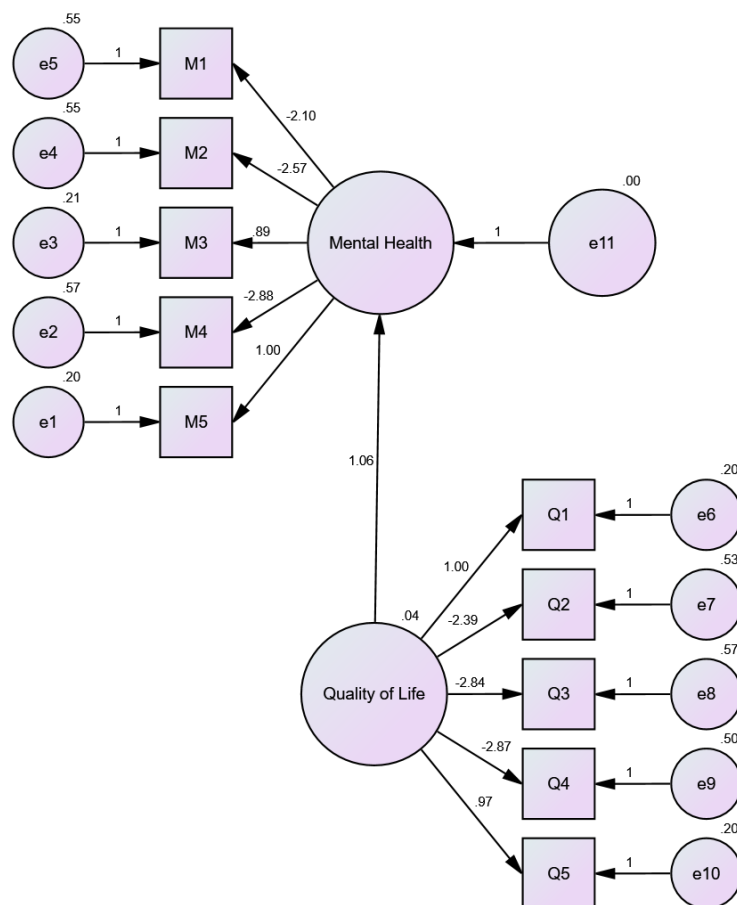 .55
e5
1
M1
-2.10
.55
e4
1
M2
-2.57
.00
.21
e3
1
M3
.89
Mental Health
1
e11
.57
e2
1
M4
-2.88
.20
e1
1
M5
1.00
1.06
.20
Q1
1
e6
1.00
.53
Q2
1
e7
.04
-2.39
.57
Quality of Life
-2.84
Q3
1
e8
.50
-2.87
Q4
1
e9
.97
.20
Q5
1
e10